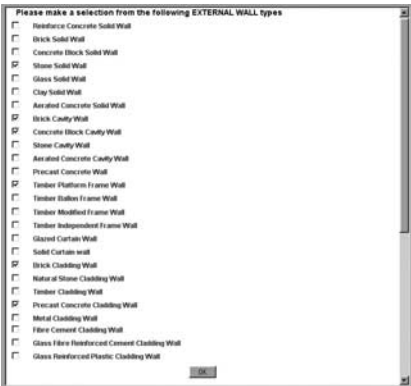 Please make a selection from the following EXTERNAL WALL types
Reinforce Concrete Solid Wall
Brick Solid Wall
Concrete Block Solid Wall
Stone Solid Wall
Glass Solid Wall
Clay Solid Wall
Aerated Concrete Solid Wall
Brick Cavity Wall
Concrete Block Cavity Wall
Stone Cavity Wall
Aerated Concrete Cavity Wall
Precast Concrete Wall
Timber Platform Frame Wall
Timber Ballon Frame Wall
Timber Modified Frame Wall
Timber Independent Frame Wall
Glazed Curtain Wall
Solid Curtain wall
Brick Cladding Wall
Natural Stone Cladding Wall
Timber Cladding Wall
Precast Concrete Cladding Wall
Metal Cladding Wall
Fibre Cement Cladding Wall
Glass Fibre Reinforced Cement Cladding Wall
Glass Reinforced Plastic Cladding Wall
OK